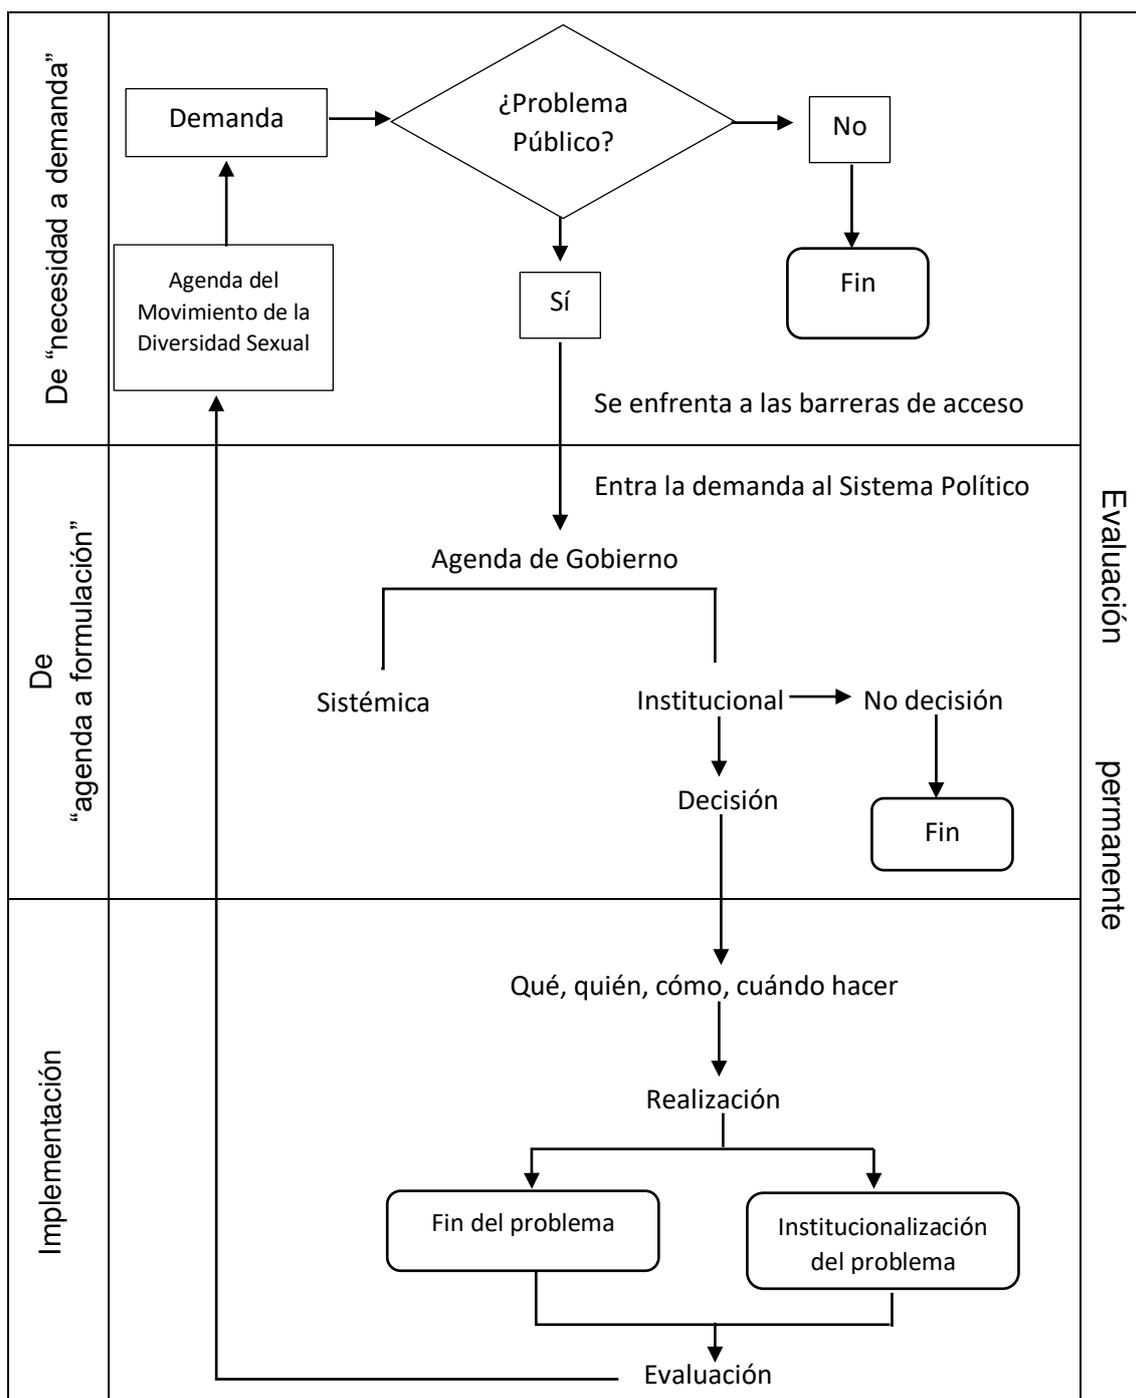 De “necesidad a demanda”
Demanda
¿Problema
Público?
No
Fin
Agenda del
Movimiento de la
Diversidad Sexual
Sí
Se enfrenta a las barreras de acceso
De
“agenda a formulación”
Entra la demanda al Sistema Político
Agenda de Gobierno
Sistémica
Institucional
No decisión
Decisión
Fin
Implementación
Qué, quién, cómo, cuándo hacer
Realización
Fin del problema
Institucionalización
del problema
Evaluación
Evaluación permanente